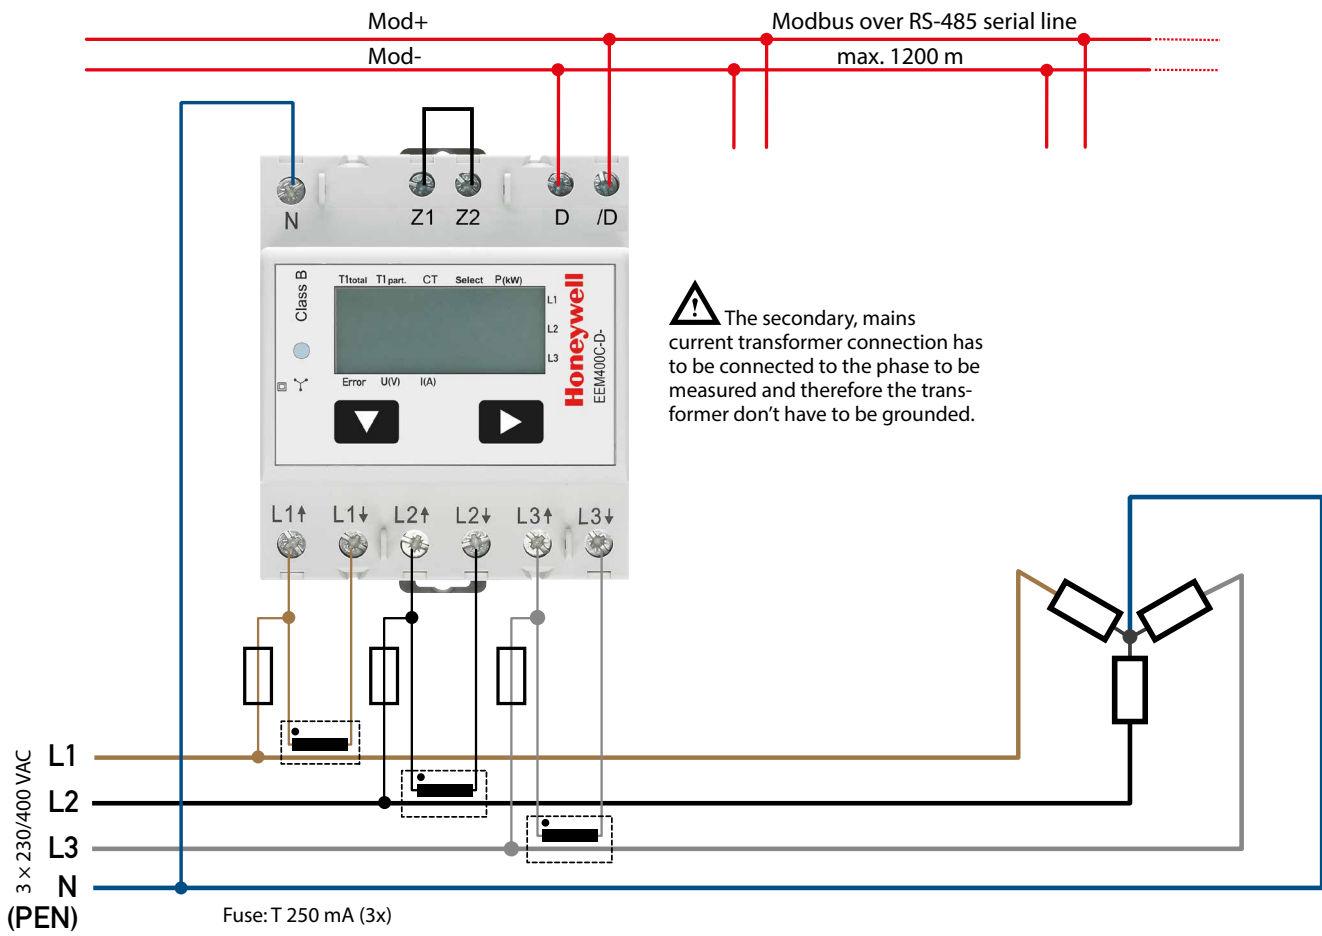 Mod+
Modbus over RS-485 serial line
Mod-
max. 1200 m
N
Z1
Z2
D
/D
Class B
T1total
T1 part.
CT
Select
P(kW)
L1
L2
L3
Error
U(V)
I(A)
Honeywell
EEM400C-D-
The secondary, mains
current transformer connection has
to be connected to the phase to be
measured and therefore the trans-
former don't have to be grounded.
L1↑
L1↓
L2↑
L2↓
L3↑
L3↓
3 x 230/400 VAC
L1
L2
L3
N
(PEN)
Fuse: T 250 mA (3x)